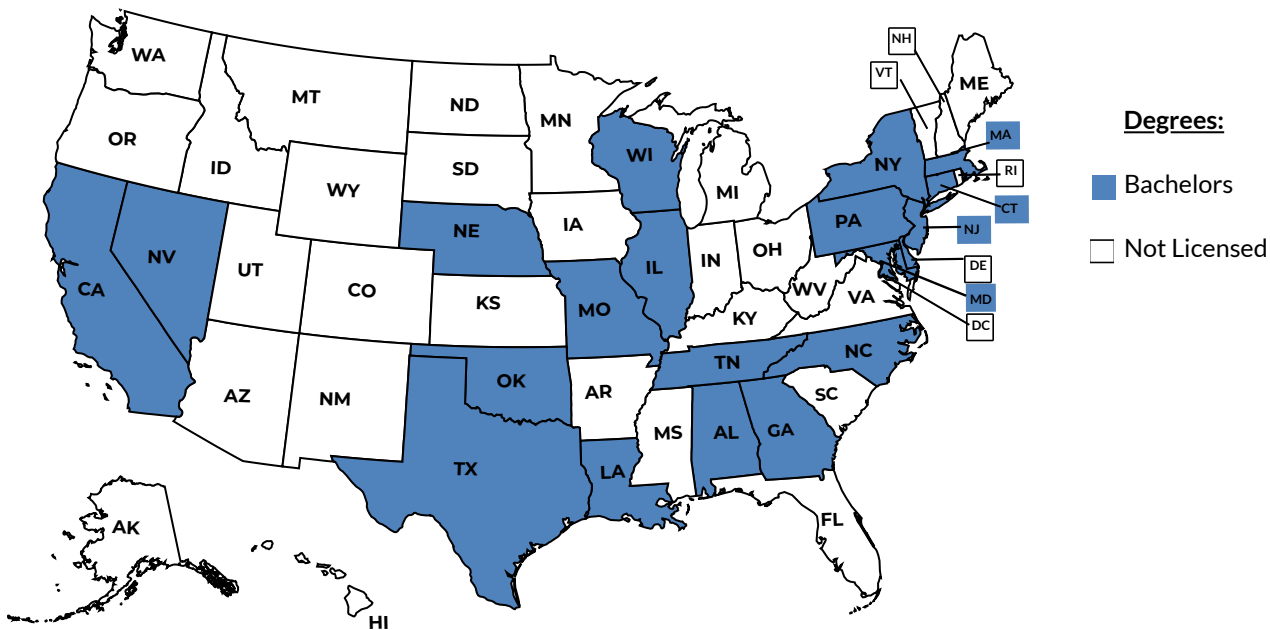 WA
MT
ND
MN
OR
ID
WY
SD
WI
MI
NY
VT
NH
ME
MA
RI
CT
NJ
DE
MD
DC
NV
CA
UT
CO
NE
IA
KS
MO
IL
IN
OH
PA
WV
VA
KY
AZ
NM
OK
AR
TN
NC
SC
TX
LA
MS
AL
GA
FL
AK
HI
Degrees:
Bachelors
Not Licensed